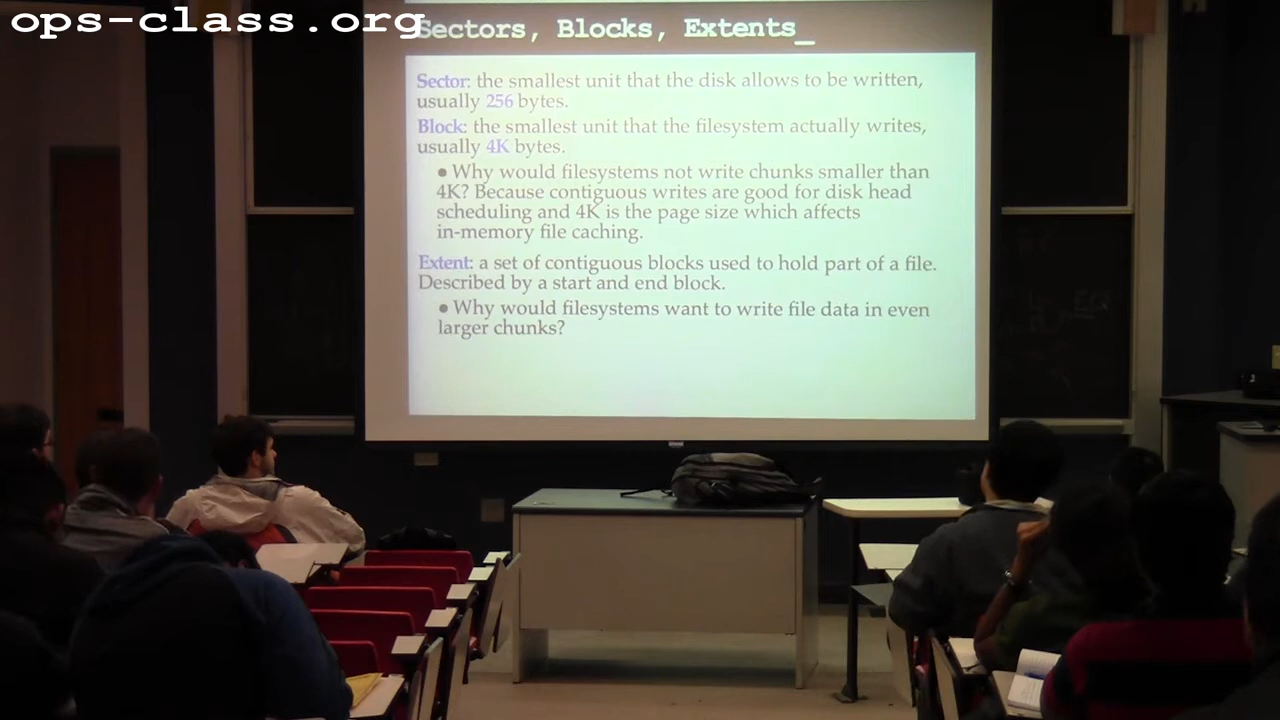 ops-class.org
Sectors, Blocks, Extents_
Sector: the smallest unit that the disk allows to be written,
usually 256 bytes.
Block: the smallest unit that the filesystem actually writes,
usually 4K bytes.
• Why would filesystems not write chunks smaller than
4K? Because contiguous writes are good for disk head
scheduling and 4K is the page size which affects
in-memory file caching.
Extent: a set of contiguous blocks used to hold part of a file.
Described by a start and end block.
• Why would filesystems want to write file data in even
larger chunks?